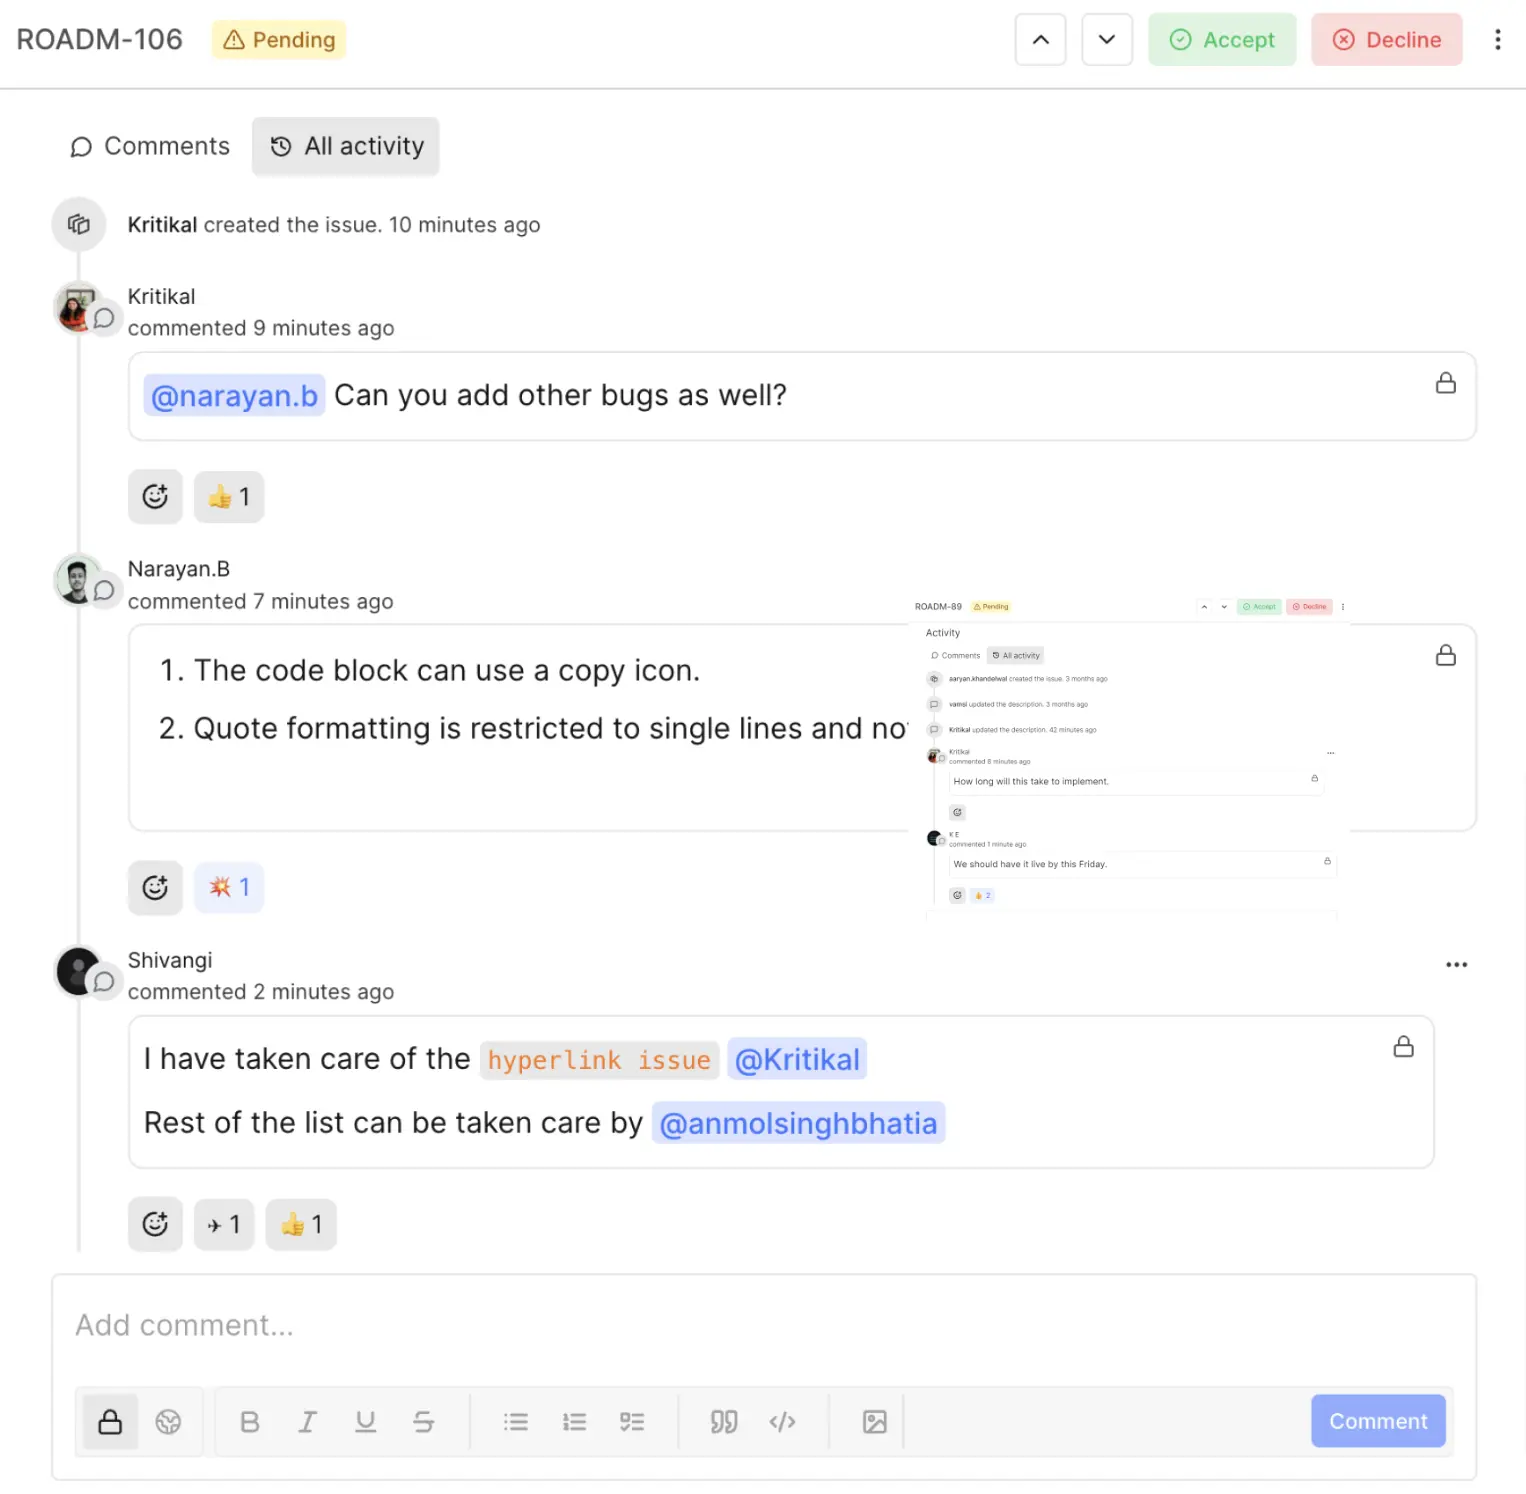 ROADM-106 Pending Accept Decline
Comments All activity
Kritikal created the issue. 10 minutes ago
Kritikal
commented 9 minutes ago
@narayan.b Can you add other bugs as well?
👍 1
Narayan.B
commented 7 minutes ago
1. The code block can use a copy icon.
2. Quote formatting is restricted to single lines and
💥 1
ROADM-89 Pending Accept Decline
Activity
Comments All activity
aaryan.khandelwal created the issue. 3 months ago
vamsi updated the description. 3 months ago
Kritikal updated the description. 42 minutes ago
Kritikal
commented 8 minutes ago
How long will this take to implement.
K E
commented 1 minute ago
We should have it live by this Friday.
👍 2
Shivangi
commented 2 minutes ago
I have taken care of the hyperlink issue @Kritikal
Rest of the list can be taken care by @anmolsinghbhatia
✈ 1 👍 1
Add comment...
B I U S Comment